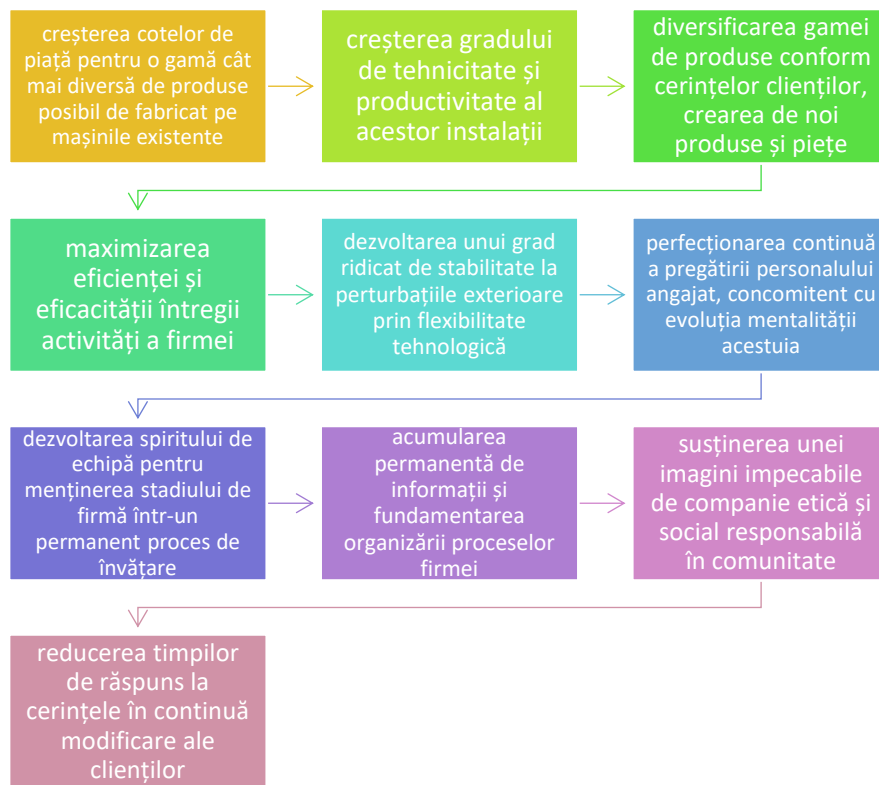 creșterea cotelor de
piață pentru o gamă cât
mai diversă de produse
posibil de fabricat pe
mașinile existente
creșterea gradului
de tehnicitate și
productivitate al
acestor instalații
diversificarea gamei
de produse conform
cerințelor clienților,
crearea de noi
produse și piețe
maximizarea
eficienței și
eficacității întregii
activități a firmei
dezvoltarea unui grad
ridicat de stabilitate la
perturbațiile exterioare
prin flexibilitate
tehnologică
perfecționarea continuă
a pregătirii personalului
angajat, concomitent cu
evoluția mentalității
acestuia
dezvoltarea spiritului de
echipă pentru
menținerea stadiului de
firmă într-un
permanent proces de
învățare
acumularea
permanentă de
informații și
fundamentarea
organizării proceselor
firmei
susținerea unei
imagini impecabile
de companie etică și
social responsabilă
în comunitate
reducerea timpilor
de răspuns la
cerințele în continuă
modificare ale
clienților